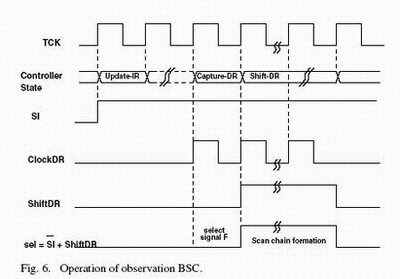 TCK
Controller
State
Update-IR
Capture-DR
Shift-DR
SI
ClockDR
ShiftDR
select
signal F
sel = S̅I̅ + ShiftDR
Scan chain formation
Fig. 6. Operation of observation BSC.